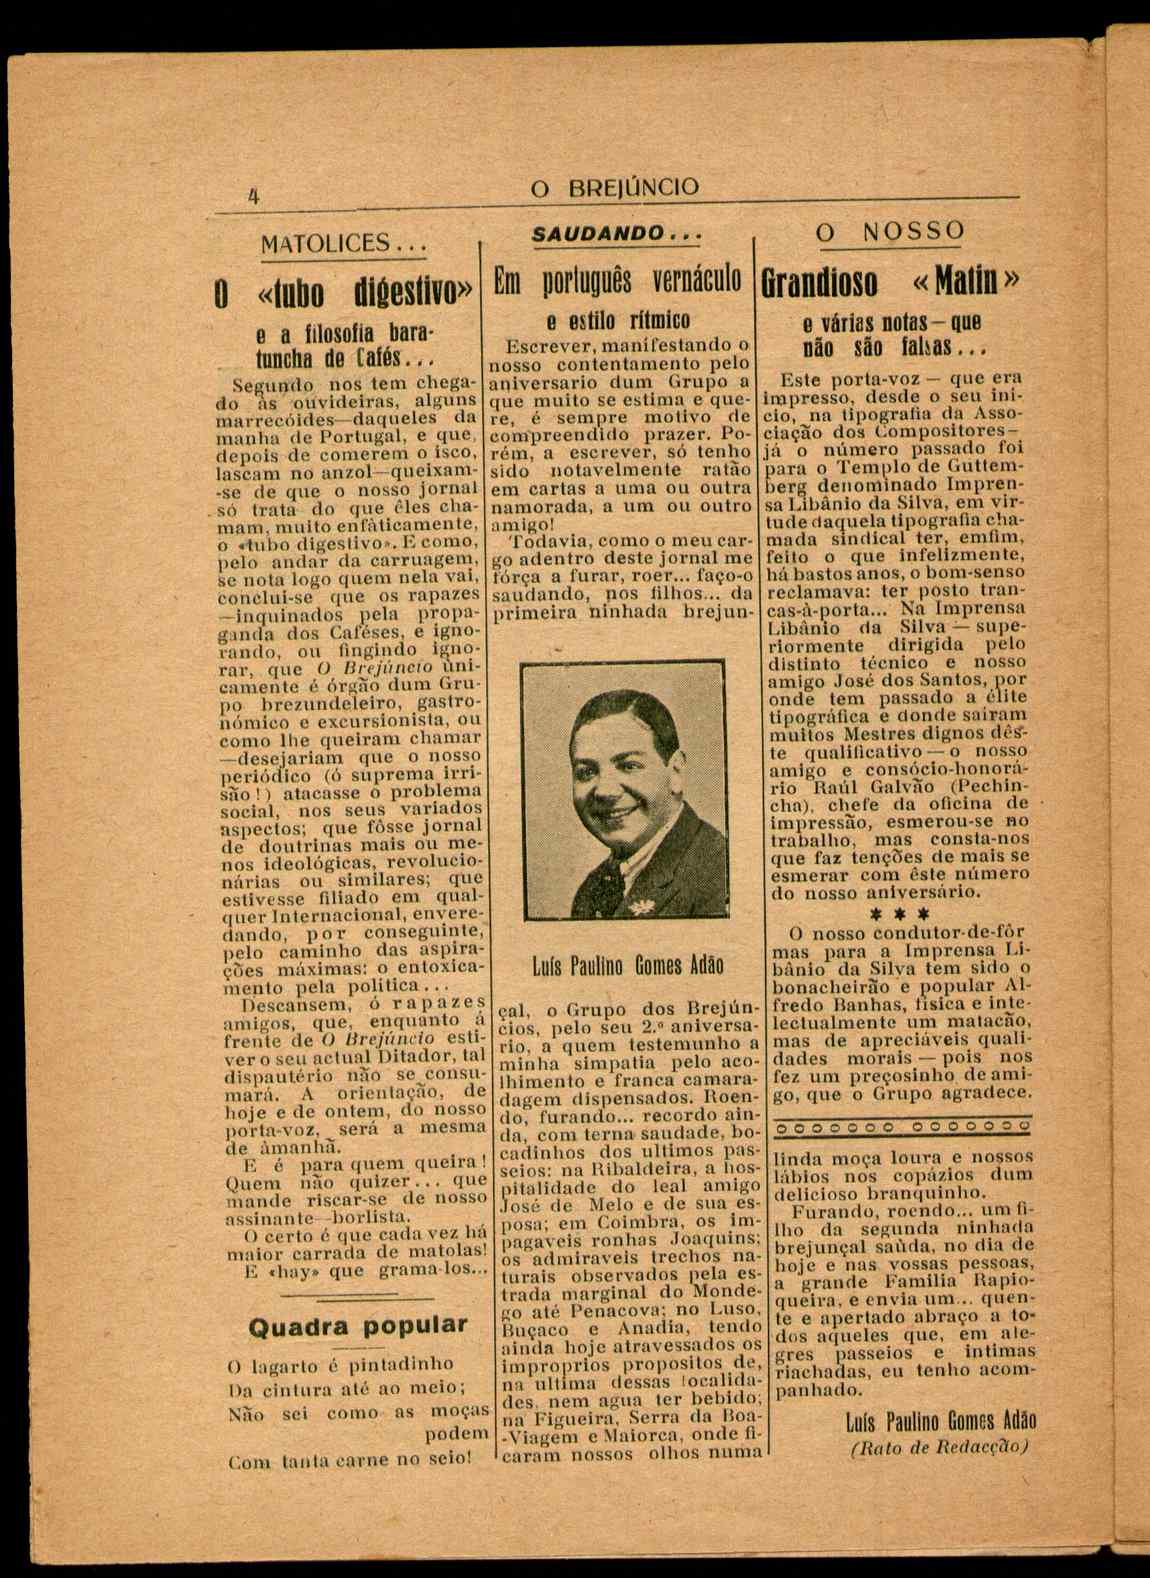 4
O BREJÚNCIO
MATOLICES...
O «tubo digestivo»
e a filosofia bara-
tuncha de Cafés...
Segundo nos tem chega-
do às ouvideiras, alguns
marrecóides—daqueles da
manha de Portugal, e que,
depois de comerem o isco,
lascam no anzol—queixam-
-se de que o nosso jornal
só trata do que êles cha-
mam, muito enfàticamente,
o «tubo digestivo». E como,
pelo andar da carruagem,
se nota logo quem nela vai,
conclui-se que os rapazes
—inquinados pela propa-
ganda dos Caféses, e igno-
rando, ou fingindo igno-
rar, que O Brejúncio ùni-
camente é órgão dum Gru-
po brezundeleiro, gastro-
nómico e excursionista, ou
como lhe queiram chamar
—desejariam que o nosso
periódico (ó suprema irri-
são!) atacasse o problema
social, nos seus variados
aspectos; que fôsse jornal
de doutrinas mais ou me-
nos ideológicas, revolucio-
nárias ou similares; que
estivesse filiado em qual-
quer Internacional, envere-
dando, por conseguinte,
pelo caminho das aspira-
ções máximas: o entoxica-
mento pela politica...
Descansem, ó rapazes
amigos, que, enquanto á
frente de O Brejúncio esti-
ver o seu actual Ditador, tal
dispautério não se consu-
mará. A orientação, de
hoje e de ontem, do nosso
porta-voz, será a mesma
de àmanhã.
E é para quem queira!
Quem não quizer... que
mande riscar-se de nosso
assinante—borlista.
O certo é que cada vez há
maior carrada de matolas!
E «hay» que grama-los...
Quadra popular
O lagarto é pintadinho
Da cintura até ao meio;
Não sei como as moças
podem
Com tanta carne no seio!
SAUDANDO...
Em português vernáculo
e estilo rítmico
Escrever, manifestando o
nosso contentamento pelo
aniversario dum Grupo a
que muito se estima e que-
re, é sempre motivo de
compreendido prazer. Po-
rém, a escrever, só tenho
sido notavelmente ratão
em cartas a uma ou outra
namorada, a um ou outro
amigo!
Todavia, como o meu car-
go adentro deste jornal me
fórça a furar, roer... faço-o
saudando, nos filhos... da
primeira ninhada brejun-
Luís Paulino Gomes Adão
çal, o Grupo dos Brejún-
cios, pelo seu 2.º aniversa-
rio, a quem testemunho a
minha simpatia pelo aco-
lhimento e franca camara-
dagem dispensados. Roen-
do, furando... recordo ain-
da, com terna saudade, bo-
cadinhos dos ultimos pas-
seios: na Ribaldeira, a hos-
pitalidade do leal amigo
José de Melo e de sua es-
posa; em Coimbra, os im-
pagaveis ronhas Joaquins;
os admiraveis trechos na-
turais observados pela es-
trada marginal do Monde-
go até Penacova; no Luso,
Buçaco e Anadia, tendo
ainda hoje atravessados os
improprios propositos de,
na ultima dessas localida-
des, nem agua ter bebido;
na Figueira, Serra da Boa-
-Viagem e Maiorca, onde fi-
caram nossos olhos numa
O NOSSO
Grandioso «Matin»
e várias notas—que
não são falsas...
Este porta-voz — que era
impresso, desde o seu iní-
cio, na tipografia da Asso-
ciação dos Compositores—
já o número passado foi
para o Templo de Guttem-
berg denominado Impren-
sa Libânio da Silva, em vir-
tude daquela tipografia cha-
mada sindical ter, emfim,
feito o que infelizmente,
há bastos anos, o bom-senso
reclamava: ter posto tran-
cas-à-porta... Na Imprensa
Libânio da Silva — supe-
riormente dirigida pelo
distinto técnico e nosso
amigo José dos Santos, por
onde tem passado a élite
tipográfica e donde saíram
muitos Mestres dignos dês-
te qualificativo — o nosso
amigo e consócio-honorá-
rio Raúl Galvão (Pechin-
cha), chefe da oficina de
impressão, esmerou-se no
trabalho, mas consta-nos
que faz tenções de mais se
esmerar com êste número
do nosso aniversário.
* * *
O nosso condutor-de-fôr
mas para a Imprensa Li-
bânio da Silva tem sido o
bonacheirão e popular Al-
fredo Banhas, física e inte-
lectualmente um matacão,
mas de apreciáveis quali-
dades morais — pois nos
fez um preçosinho de ami-
go, que o Grupo agradece.
linda moça loura e nossos
lábios nos copázios dum
delicioso branquinho.
Furando, roendo... um fi-
lho da segunda ninhada
brejunçal saùda, no dia de
hoje e nas vossas pessoas,
a grande Familia Rapio-
queira, e envia um... quen-
te e apertado abraço a to-
dos aqueles que, em ale-
gres passeios e intimas
riachadas, eu tenho acom-
panhado.
Luís Paulino Gomes Adão
(Rato de Redacção)